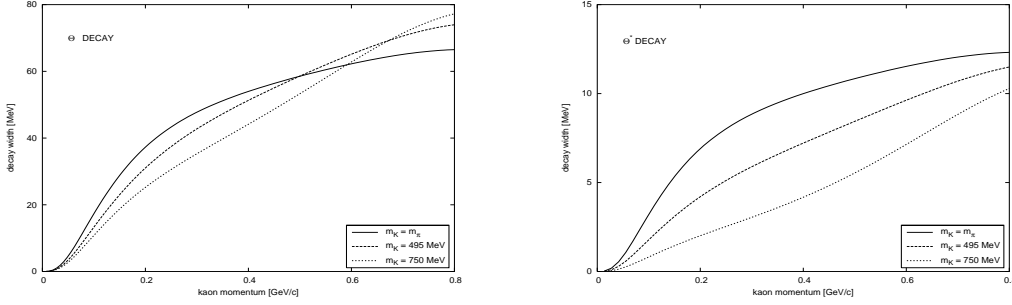 80
60
40
20
0
0
0.2
0.4
0.6
0.8
decay width [MeV]
kaon momentum [GeV/c]
Θ DECAY
m_K = m_π
m_K = 495 MeV
m_K = 750 MeV
15
10
5
0
0
0.2
0.4
0.6
0.8
decay width [MeV]
kaon momentum [GeV/c]
Θ* DECAY
m_K = m_π
m_K = 495 MeV
m_K = 750 MeV